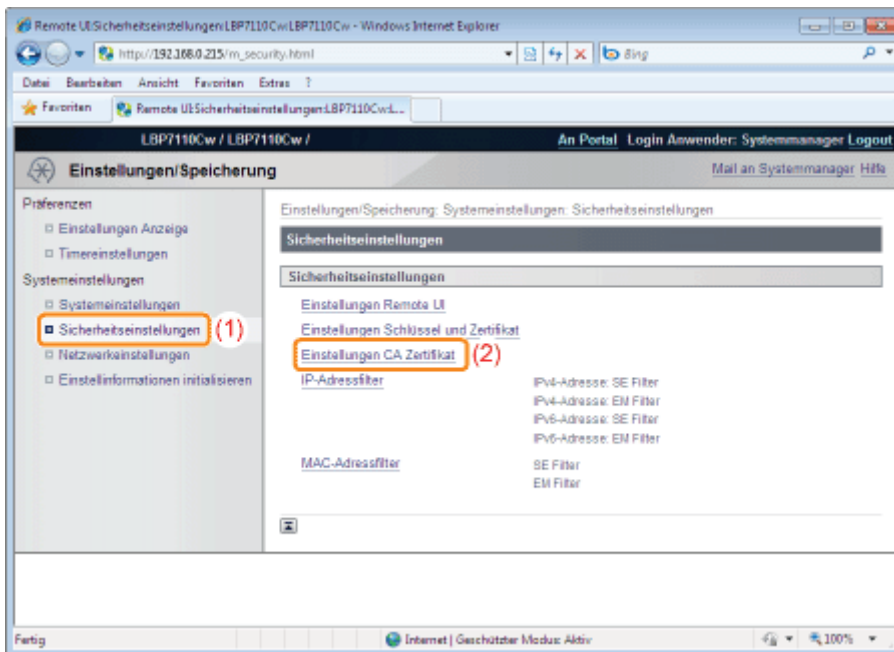 Remote UI:Sicherheitseinstellungen:LBP7110Cw:LBP7110Cw - Windows Internet Explorer
http://192.168.0.215/m_security.html
Bing
Datei Bearbeiten Ansicht Favoriten Extras ?
Favoriten Remote UI:Sicherheitseinstellungen:LBP7110Cw:L...
LBP7110Cw / LBP7110Cw / An Portal Login Anwender: Systemmanager Logout
Einstellungen/Speicherung Mail an Systemmanager Hilfe
Präferenzen
Einstellungen Anzeige
Timereinstellungen
Systemeinstellungen
Systemeinstellungen
Sicherheitseinstellungen (1)
Netzwerkeinstellungen
Einstellinformationen initialisieren
Einstellungen/Speicherung: Systemeinstellungen: Sicherheitseinstellungen
Sicherheitseinstellungen
Sicherheitseinstellungen
Einstellungen Remote UI
Einstellungen Schlüssel und Zertifikat
Einstellungen CA Zertifikat (2)
IP-Adressfilter IPv4-Adresse: SE Filter
IPv4-Adresse: EM Filter
IPv6-Adresse: SE Filter
IPv6-Adresse: EM Filter
MAC-Adressfilter SE Filter
EM Filter
Fertig Internet | Geschützter Modus: Aktiv 100%